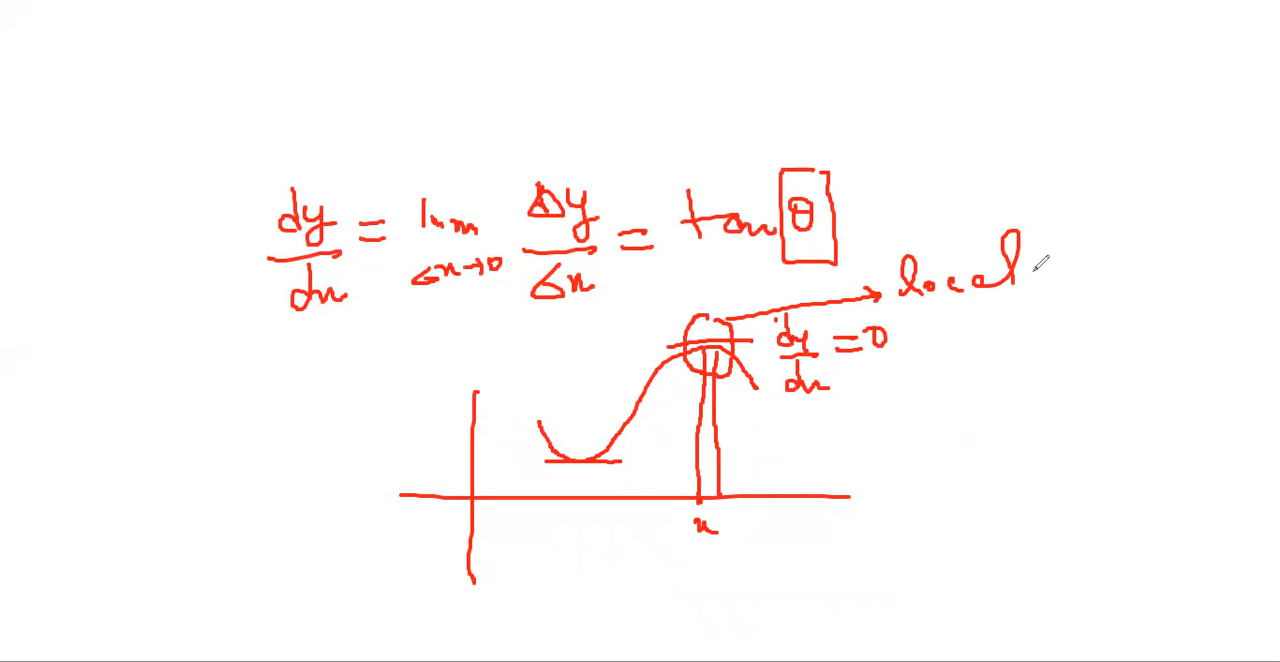 dy/dx = lim Δx→0 Δy/Δx = tan θ
local
dy/dx = 0
x